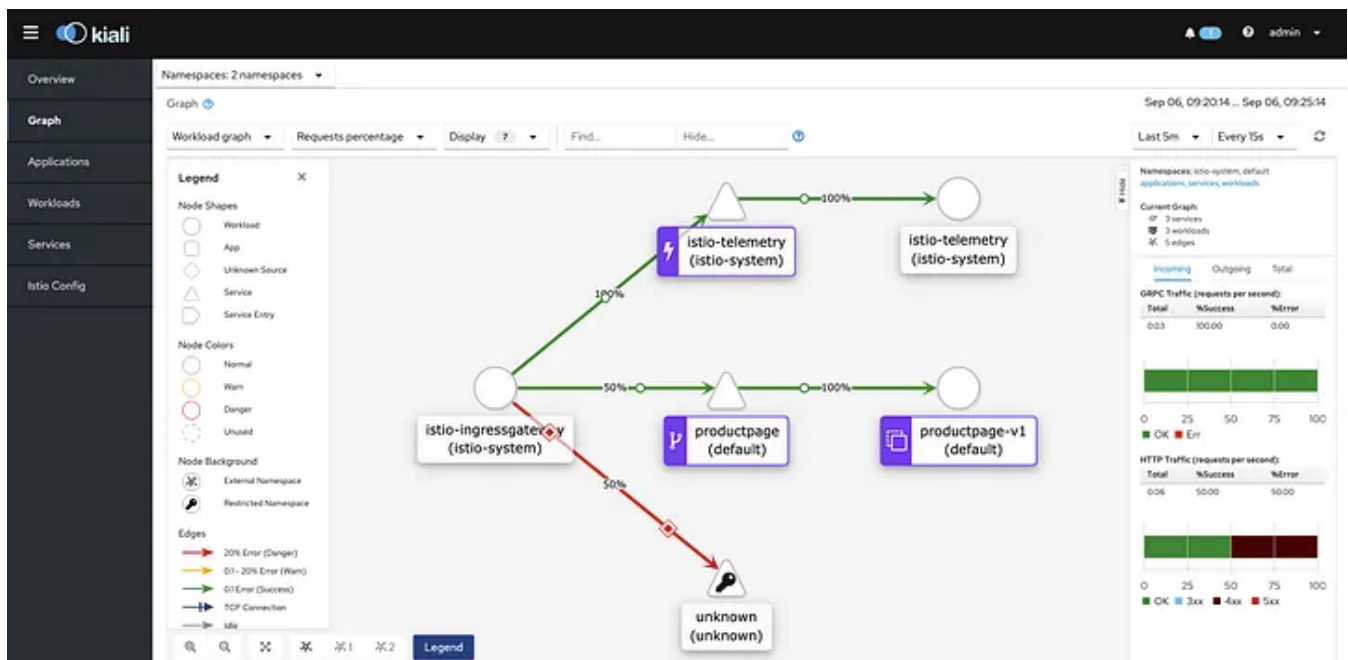 kiali
admin
Overview
Graph
Applications
Workloads
Services
Istio Config
Namespaces: 2 namespaces
Graph
Sep 06, 09:20:14 ... Sep 06, 09:25:14
Workload graph
Requests percentage
Display 7
Find...
Hide...
Last 5m
Every 15s
Legend
Node Shapes
Workload
App
Unknown Source
Service
Service Entry
Node Colors
Normal
Warn
Danger
Unused
Node Background
External Namespace
Restricted Namespace
Edges
20% Error (Danger)
0.1 - 20% Error (Warn)
0.1 Error (Success)
TCP Connection
Idle
Legend
100%
istio-telemetry
(istio-system)
istio-telemetry
(istio-system)
100%
50%
100%
istio-ingressgateway
(istio-system)
productpage
(default)
productpage-v1
(default)
50%
unknown
(unknown)
Hide
Namespaces: istio-system, default
applications, services, workloads
Current Graph:
3 services
3 workloads
5 edges
Incoming
Outgoing
Total
GRPC Traffic (requests per second):
Total %Success %Error
0.03 100.00 0.00
0 25 50 75 100
OK Err
HTTP Traffic (requests per second):
Total %Success %Error
0.06 50.00 50.00
0 25 50 75 100
OK 3xx 4xx 5xx